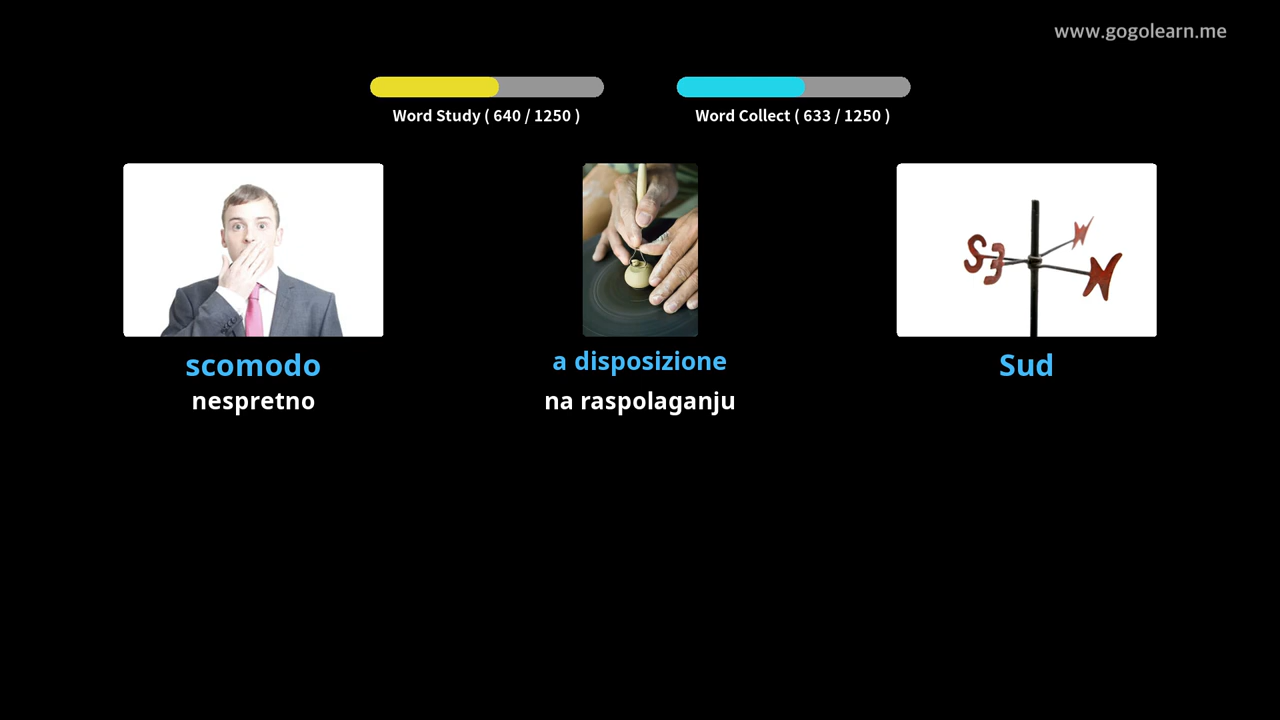 www.gogolearn.me
Word Study ( 640 / 1250 )
Word Collect ( 633 / 1250 )
scomodo
nespretno
a disposizione
na raspolaganju
Sud